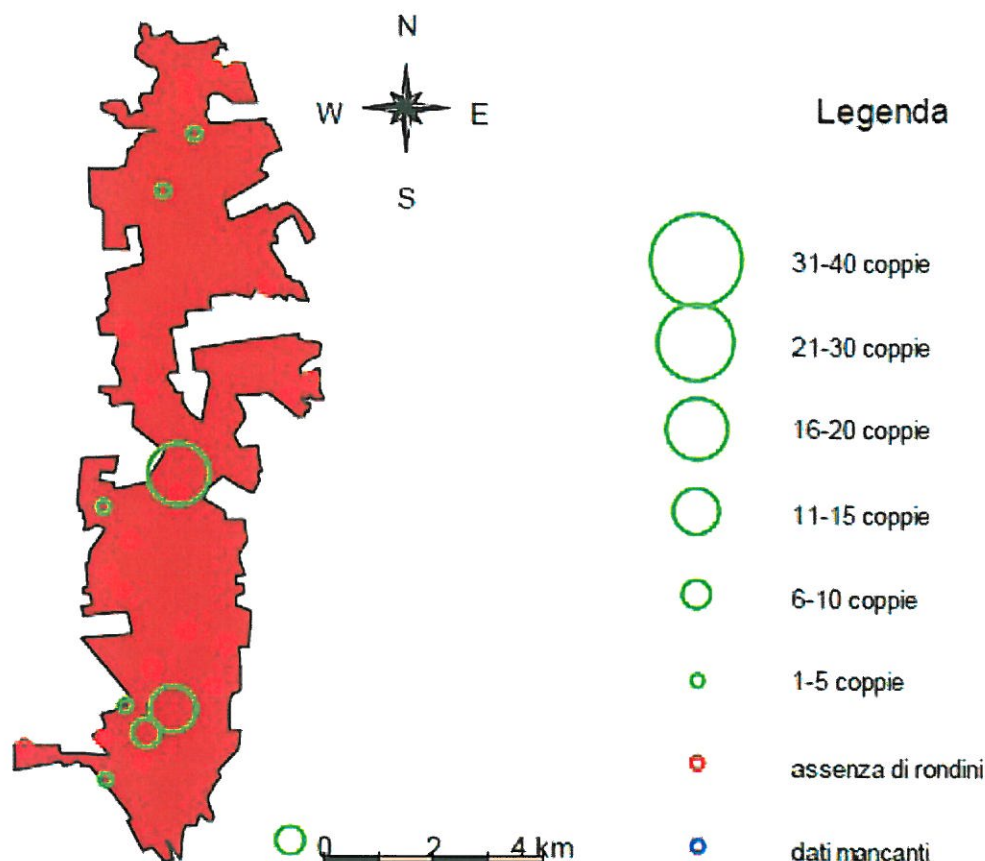 N
W E
S
Legenda
31-40 coppie
21-30 coppie
16-20 coppie
11-15 coppie
6-10 coppie
1-5 coppie
assenza di rondini
dati mancanti
0 2 4 km